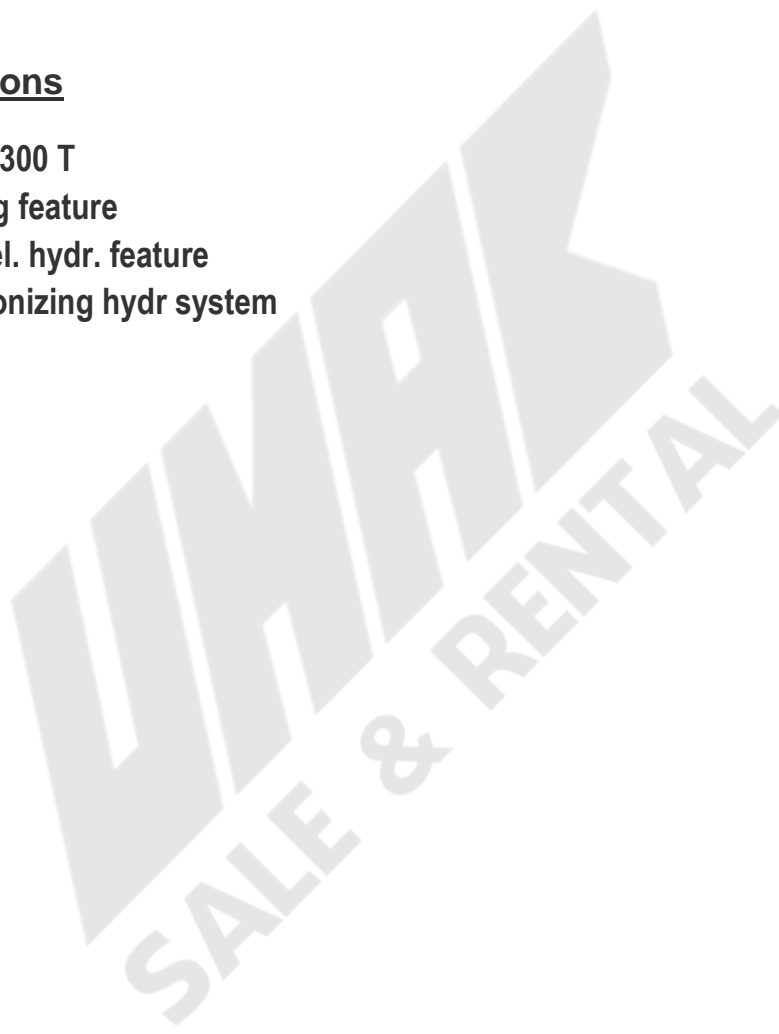 ons
300 T
g feature
el. hydr. feature
onizing hydr system
UMAK
SALE & RENTAL